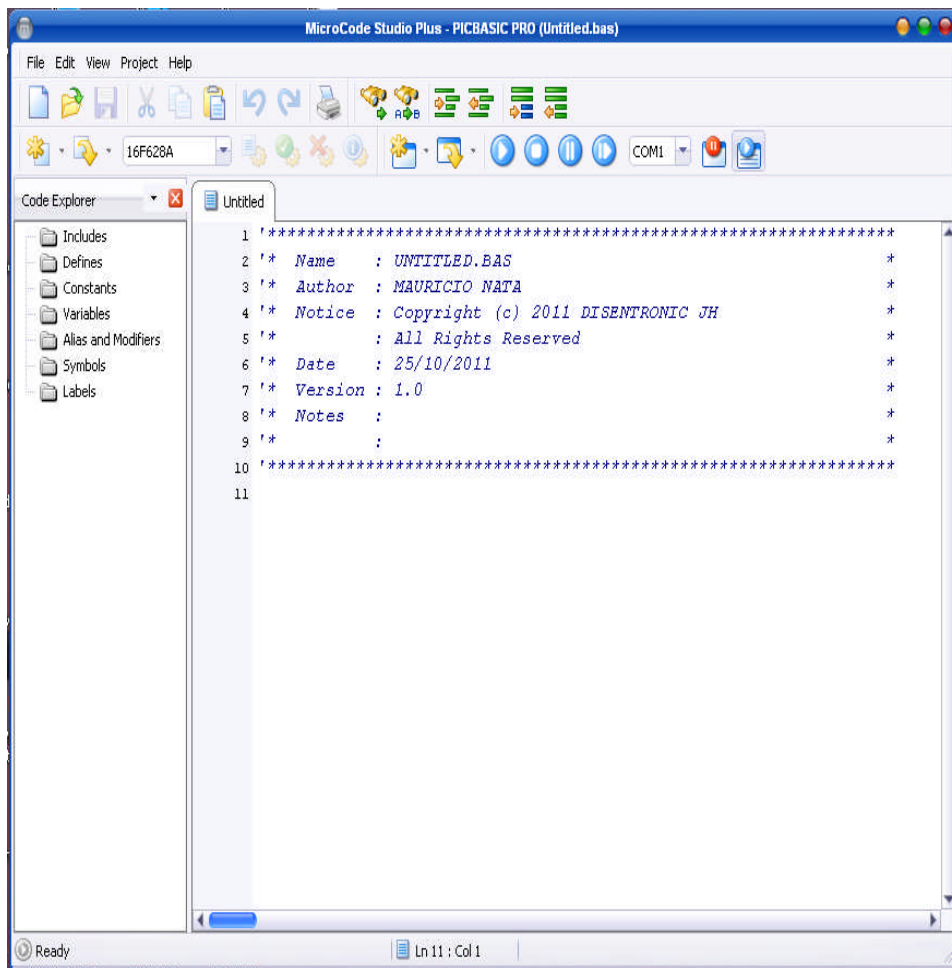 MicroCode Studio Plus - PICBASIC PRO (Untitled.bas)
File Edit View Project Help
A B
16F628A
COM1
Code Explorer
Untitled
Includes
Defines
Constants
Variables
Alias and Modifiers
Symbols
Labels
1 '****************************************************************
2 '* Name : UNTITLED.BAS *
3 '* Author : MAURICIO NATA *
4 '* Notice : Copyright (c) 2011 DISENTRONIC JH *
5 '* : All Rights Reserved *
6 '* Date : 25/10/2011 *
7 '* Version : 1.0 *
8 '* Notes : *
9 '* : *
10 '****************************************************************
11
Ready
Ln 11 : Col 1